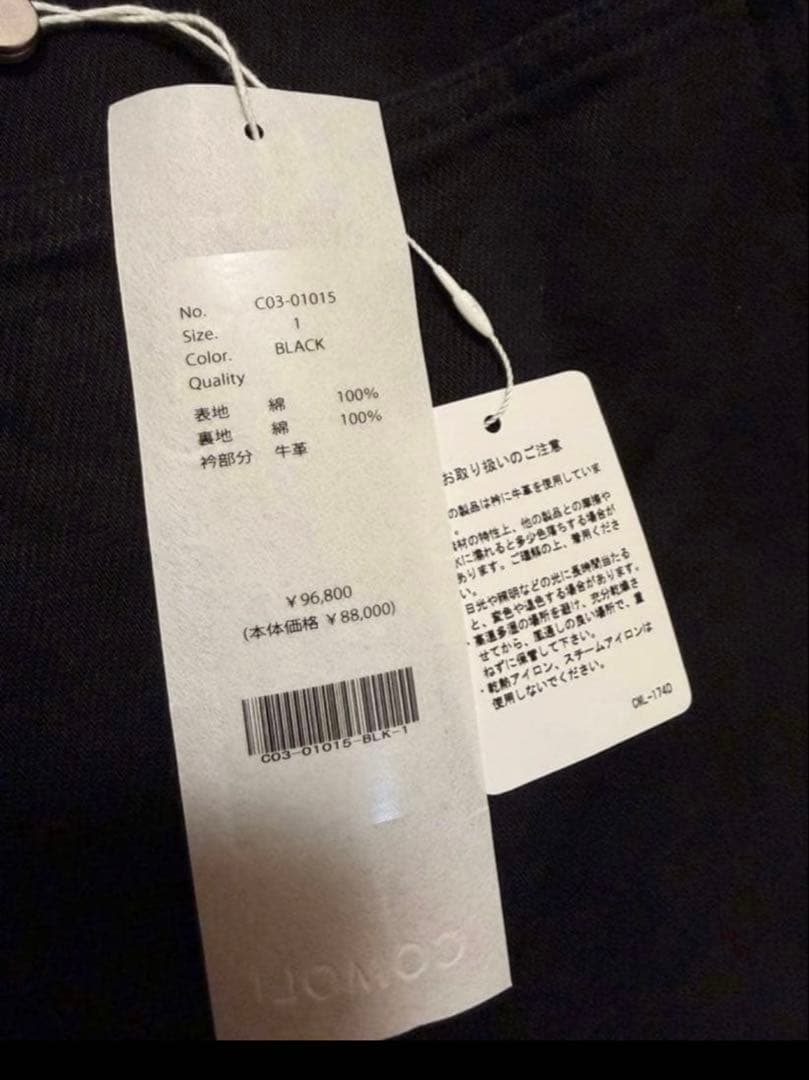 No. C03-01015
Size. 1
Color. BLACK
Quality
表地 綿 100%
裏地 綿 100%
衿部分 牛革
¥96,800
(本体価格 ¥88,000)
C03-01015-BLK-1
COMOLI
お取り扱いのご注意
の製品は衿に牛革を使用していま
。
素材の特性上、他の製品との摩擦や
水に濡れると多少色落ちする場合が
あります。ご理解の上、着用くださ
い。
日光や照明などの光に長時間当たる
と、変色や退色する場合があります。
・高温多湿の場所を避け、充分乾燥さ
せてから、風通しの良い場所で、重
ねずに保管して下さい。
・乾熱アイロン、スチームアイロンは
使用しないでください。
CML-174D